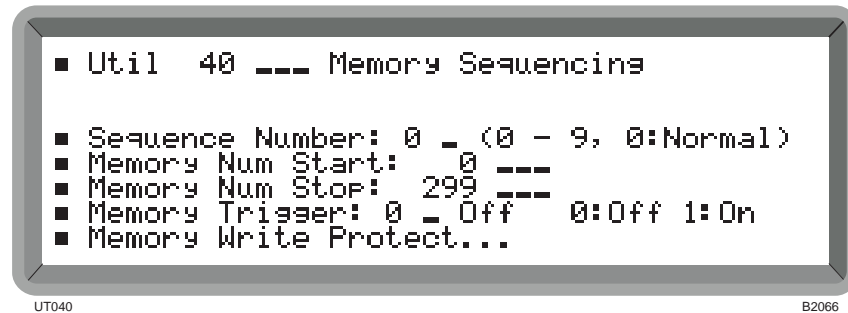 ▪ Util 40 ___ Memory Sequencing
▪ Sequence Number: 0 _ (0 - 9, 0:Normal)
▪ Memory Num Start: 0 ___
▪ Memory Num Stop: 299 ___
▪ Memory Trigger: 0 _ Off 0:Off 1:On
▪ Memory Write Protect...
UT040 B2066